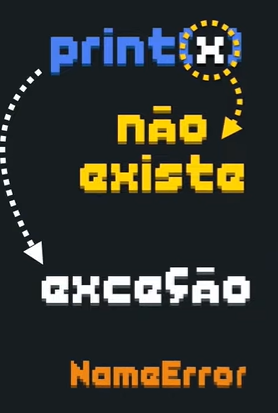 print(x)
não
existe
exceção
NameError